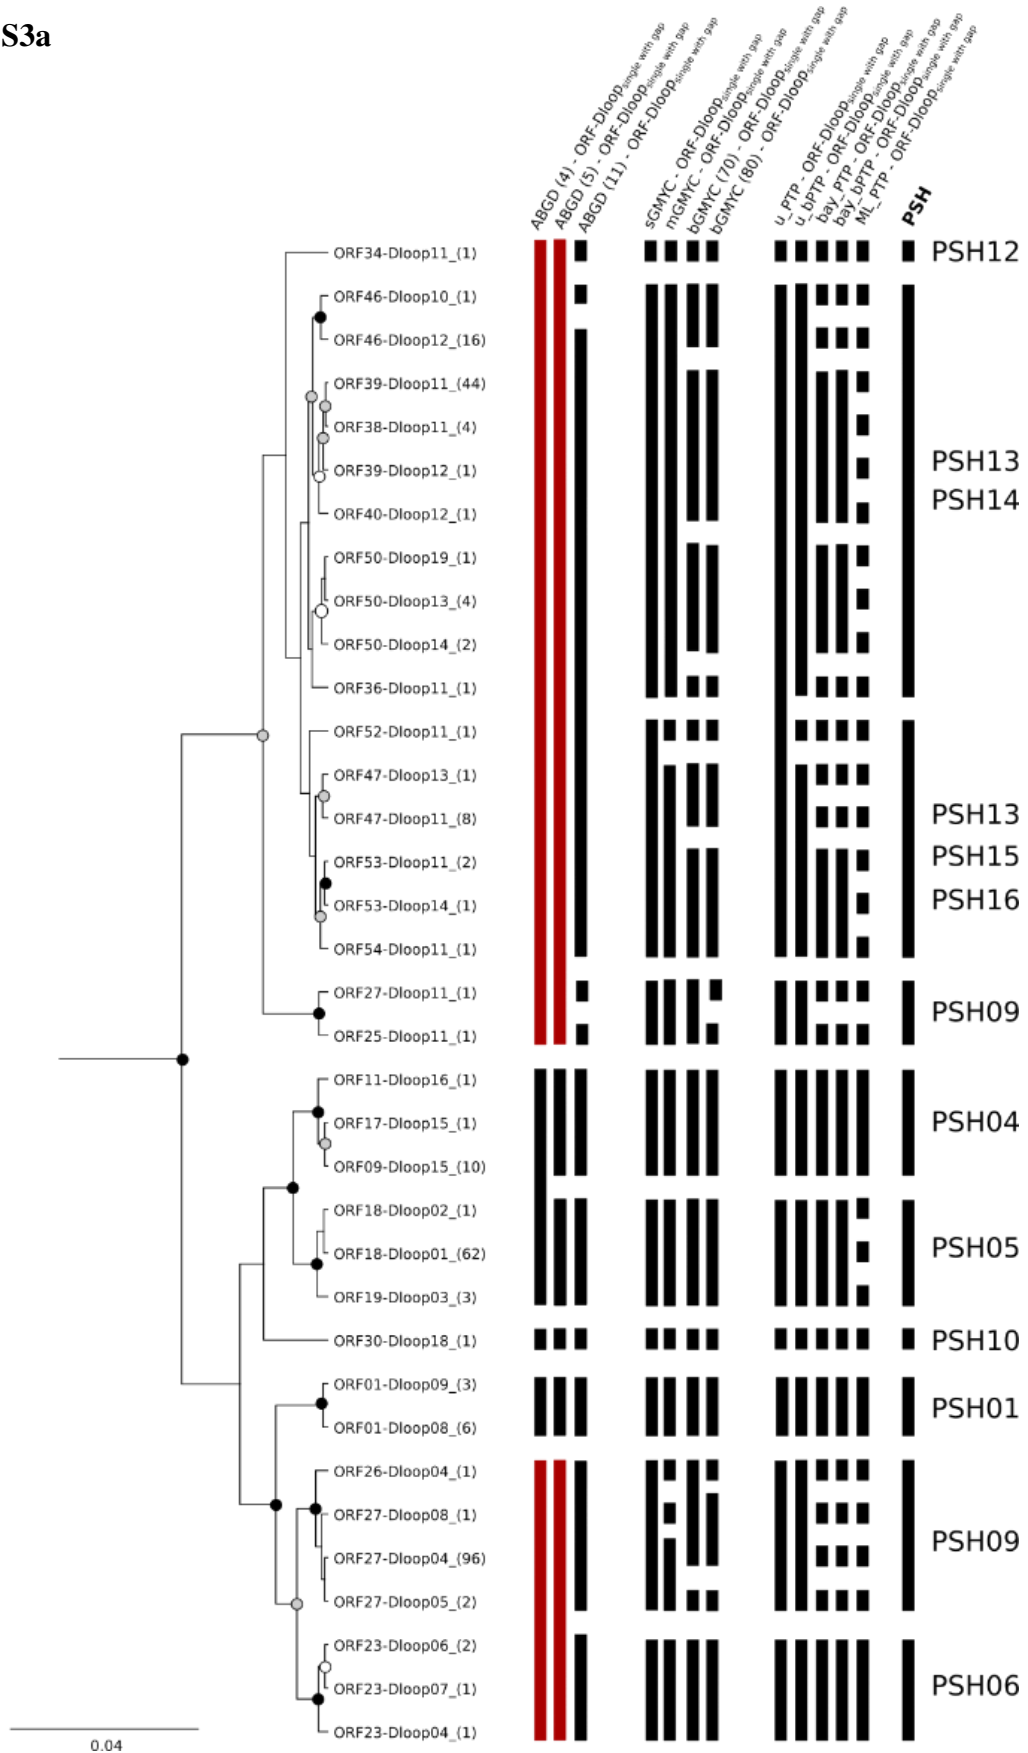 S3a
ABGD (4) - ORF-Dloopsingle with gap
ABGD (5) - ORF-Dloopsingle with gap
ABGD (11) - ORF-Dloopsingle with gap
sGMYC - ORF-Dloopsingle with gap
mGMYC - ORF-Dloopsingle with gap
bGMYC (70) - ORF-Dloopsingle with gap
bGMYC (80) - ORF-Dloopsingle with gap
u_PTP - ORF-Dloopsingle with gap
u_bPTP - ORF-Dloopsingle with gap
bay_PTP - ORF-Dloopsingle with gap
bay_bPTP - ORF-Dloopsingle with gap
ML_PTP - ORF-Dloopsingle with gap
PSH
ORF34-Dloop11_(1)
PSH12
ORF46-Dloop10_(1)
ORF46-Dloop12_(16)
ORF39-Dloop11_(44)
ORF38-Dloop11_(4)
ORF39-Dloop12_(1)
PSH13
PSH14
ORF40-Dloop12_(1)
ORF50-Dloop19_(1)
ORF50-Dloop13_(4)
ORF50-Dloop14_(2)
ORF36-Dloop11_(1)
ORF52-Dloop11_(1)
ORF47-Dloop13_(1)
ORF47-Dloop11_(8)
PSH13
ORF53-Dloop11_(2)
PSH15
ORF53-Dloop14_(1)
PSH16
ORF54-Dloop11_(1)
ORF27-Dloop11_(1)
PSH09
ORF25-Dloop11_(1)
ORF11-Dloop16_(1)
ORF17-Dloop15_(1)
PSH04
ORF09-Dloop15_(10)
ORF18-Dloop02_(1)
ORF18-Dloop01_(62)
PSH05
ORF19-Dloop03_(3)
ORF30-Dloop18_(1)
PSH10
ORF01-Dloop09_(3)
PSH01
ORF01-Dloop08_(6)
ORF26-Dloop04_(1)
ORF27-Dloop08_(1)
PSH09
ORF27-Dloop04_(96)
ORF27-Dloop05_(2)
ORF23-Dloop06_(2)
ORF23-Dloop07_(1)
PSH06
ORF23-Dloop04_(1)
0.04